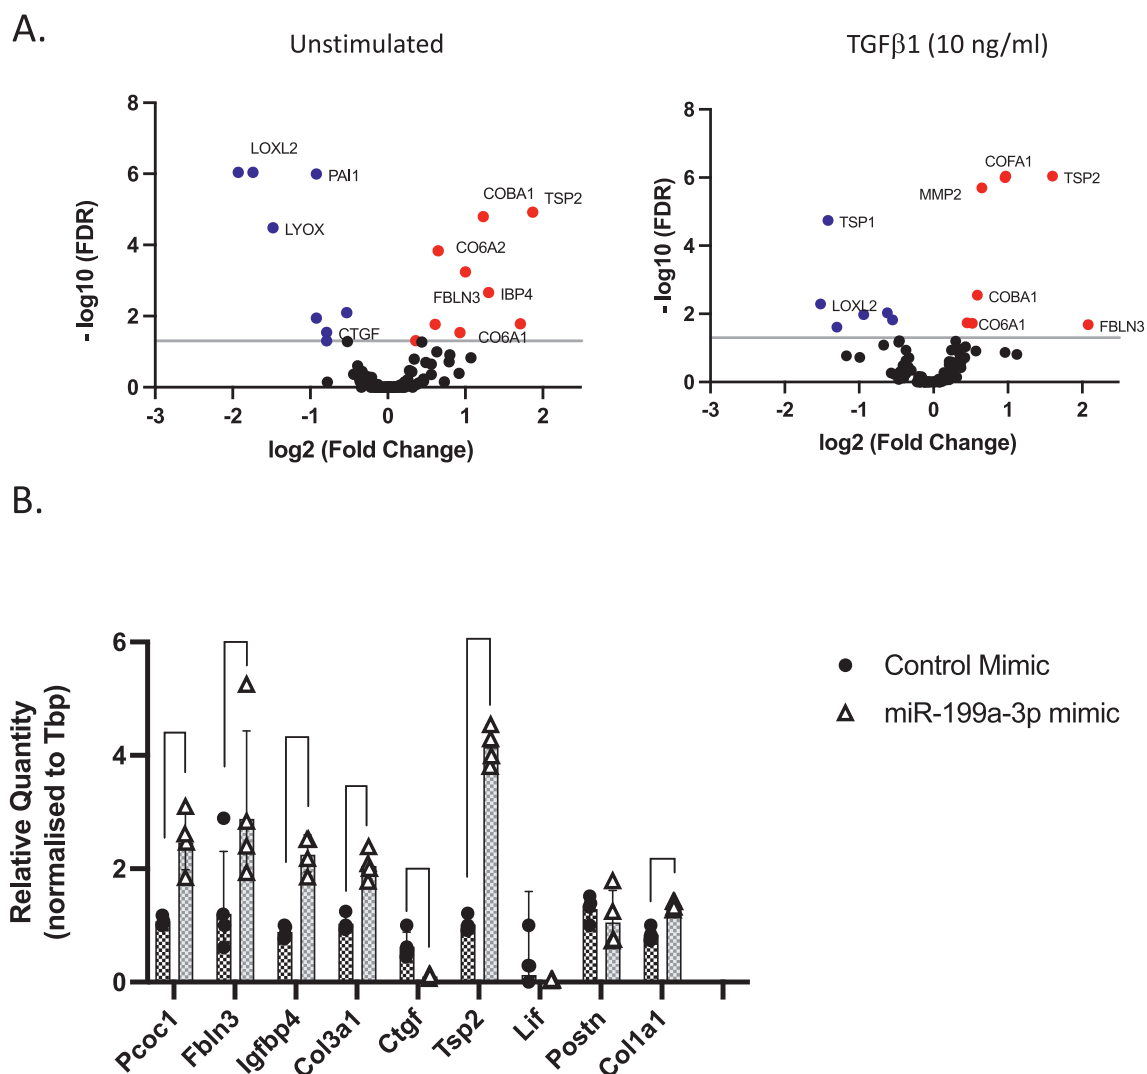 A.
Unstimulated
TGFβ1 (10 ng/ml)
8
6
4
2
0
-3
-2
-1
0
1
2
- log10 (FDR)
log2 (Fold Change)
LOXL2
PAI1
LYOX
CTGF
COBA1
TSP2
CO6A2
FBLN3
IBP4
CO6A1
8
6
4
2
0
-3
-2
-1
0
1
2
- log10 (FDR)
log2 (Fold Change)
COFA1
MMP2
TSP2
TSP1
LOXL2
COBA1
CO6A1
FBLN3
B.
6
4
2
0
Relative Quantity
(normalised to Tbp)
Pcoc1
Fbln3
Igfbp4
Col3a1
Ctgf
Tsp2
Lif
Postn
Col1a1
Control Mimic
miR-199a-3p mimic